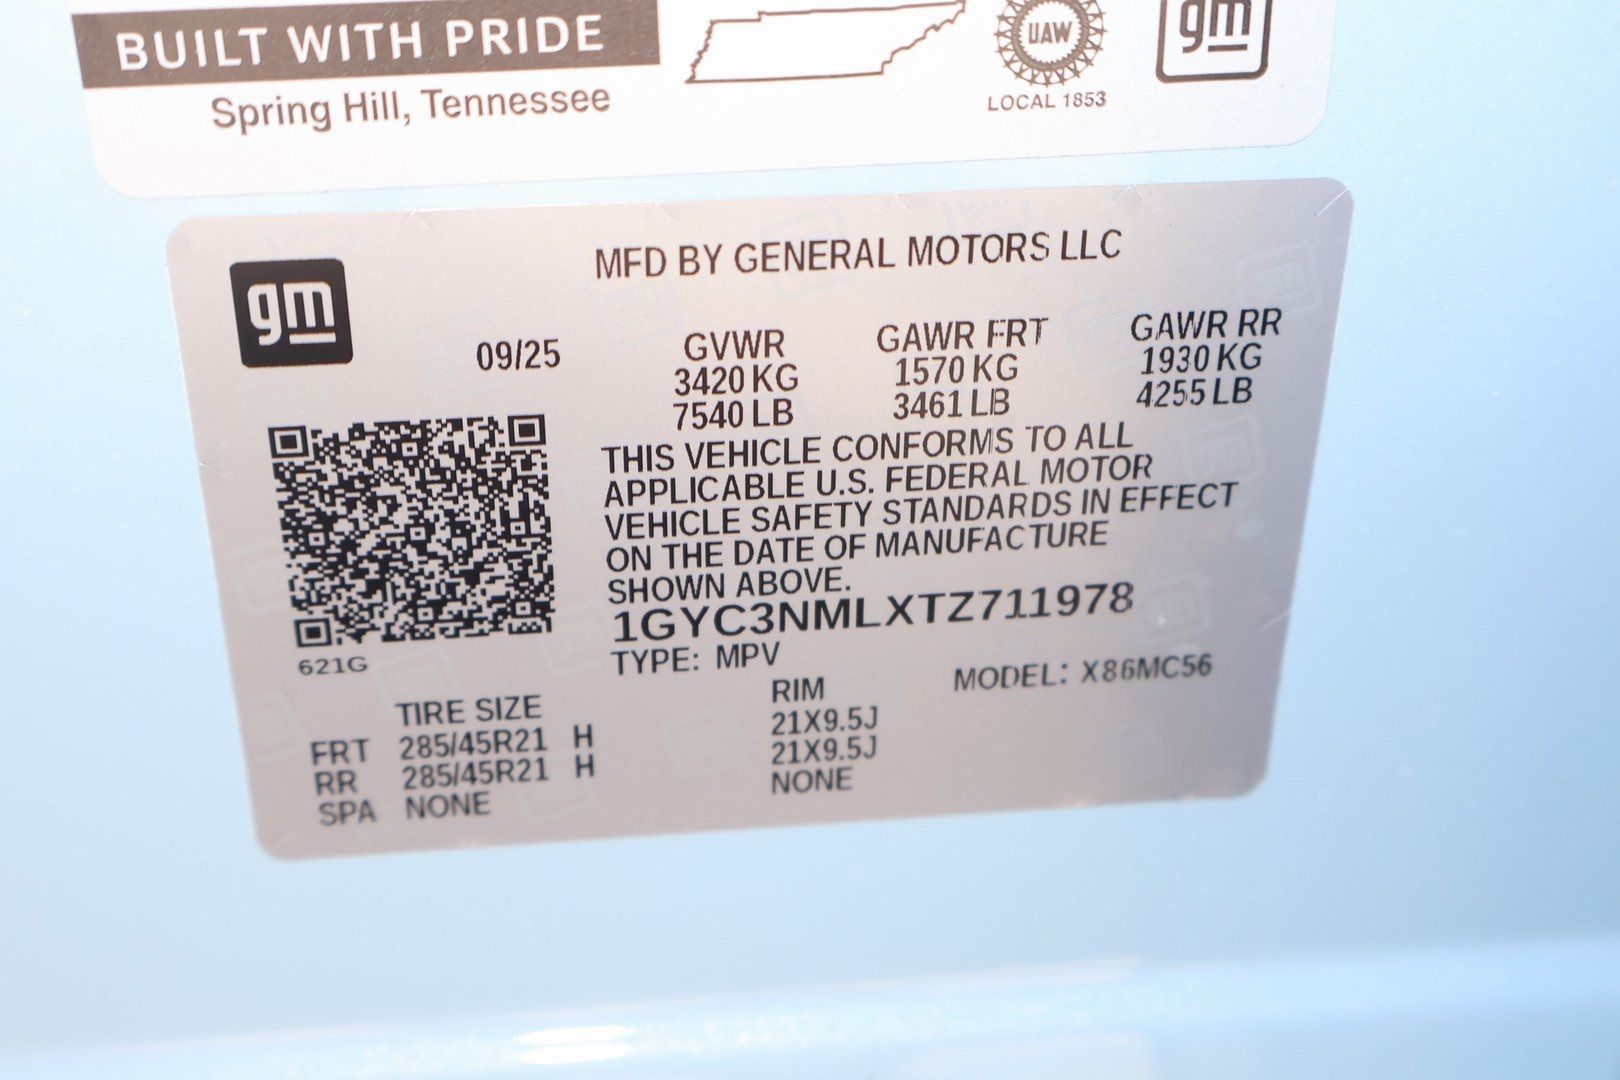 BUILT WITH PRIDE
Spring Hill, Tennessee
UAW
LOCAL 1853
gm
gm
MFD BY GENERAL MOTORS LLC
09/25
GVWR
3420 KG
7540 LB
GAWR FRT
1570 KG
3461 LB
GAWR RR
1930 KG
4255 LB
THIS VEHICLE CONFORMS TO ALL
APPLICABLE U.S. FEDERAL MOTOR
VEHICLE SAFETY STANDARDS IN EFFECT
ON THE DATE OF MANUFACTURE
SHOWN ABOVE.
1GYC3NMLXTZ711978
TYPE: MPV
MODEL: X86MC56
621G
TIRE SIZE
RIM
FRT 285/45R21 H 21X9.5J
RR 285/45R21 H 21X9.5J
SPA NONE NONE